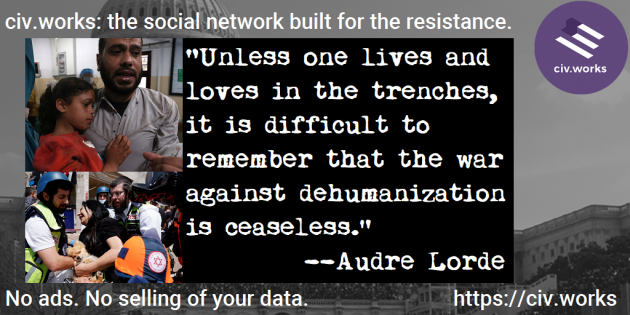 civ.works: the social network built for the resistance.
civ.works
"Unless one lives and
loves in the trenches,
it is difficult to
remember that the war
against dehumanization
is ceaseless."
--Audre Lorde
No ads. No selling of your data.
https://civ.works